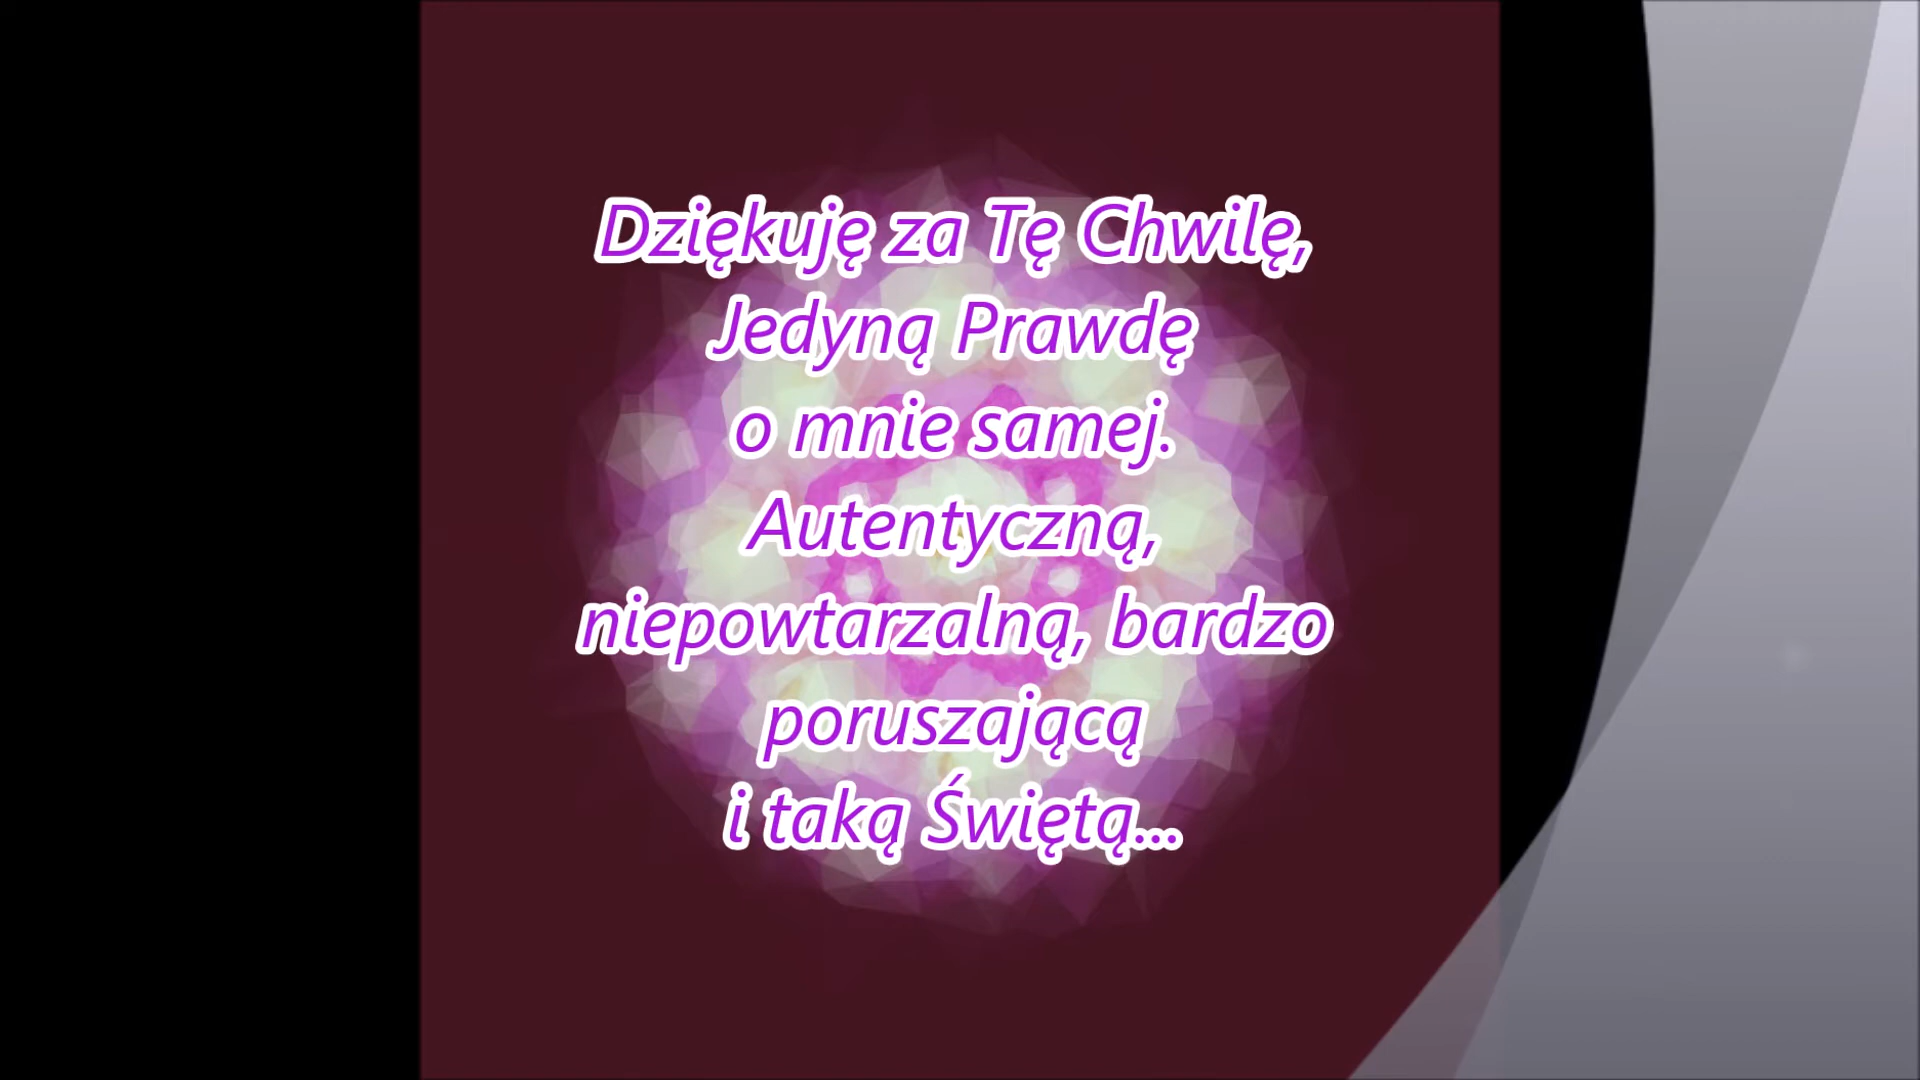 Dziękuję za Tę Chwilę,
Jedyną Prawdę
o mnie samej.
Autentyczną,
niepowtarzalną, bardzo
poruszającą
i taką Świętą...